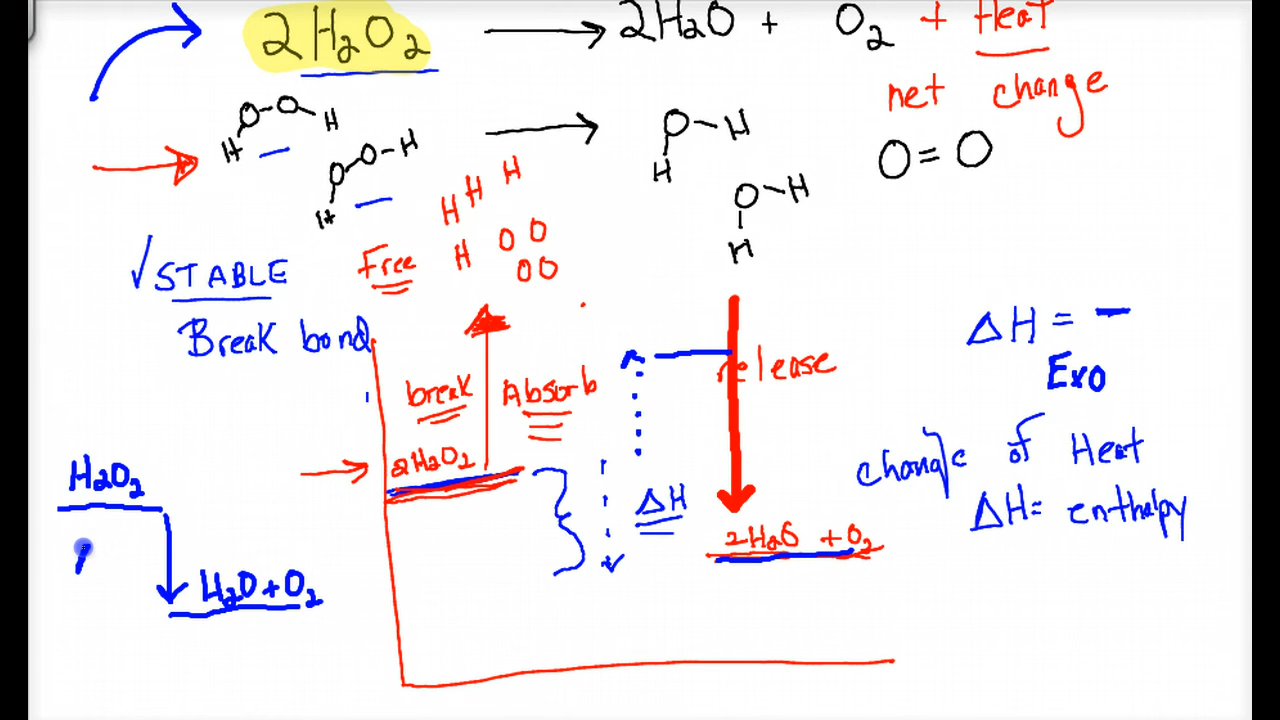 2H₂O₂ → 2H₂O + O₂ + Heat
net change
O-O-H
H
O-O-H
H
→
O-H
H
O-H
H
O=O
H H H
H O O
O O
Free
√STABLE
Break bond
break
Absorb
release
ΔH = -
Exo
2H₂O₂
ΔH
change of Heat
ΔH= enthalpy
2H₂O + O₂
H₂O₂
H₂O+O₂